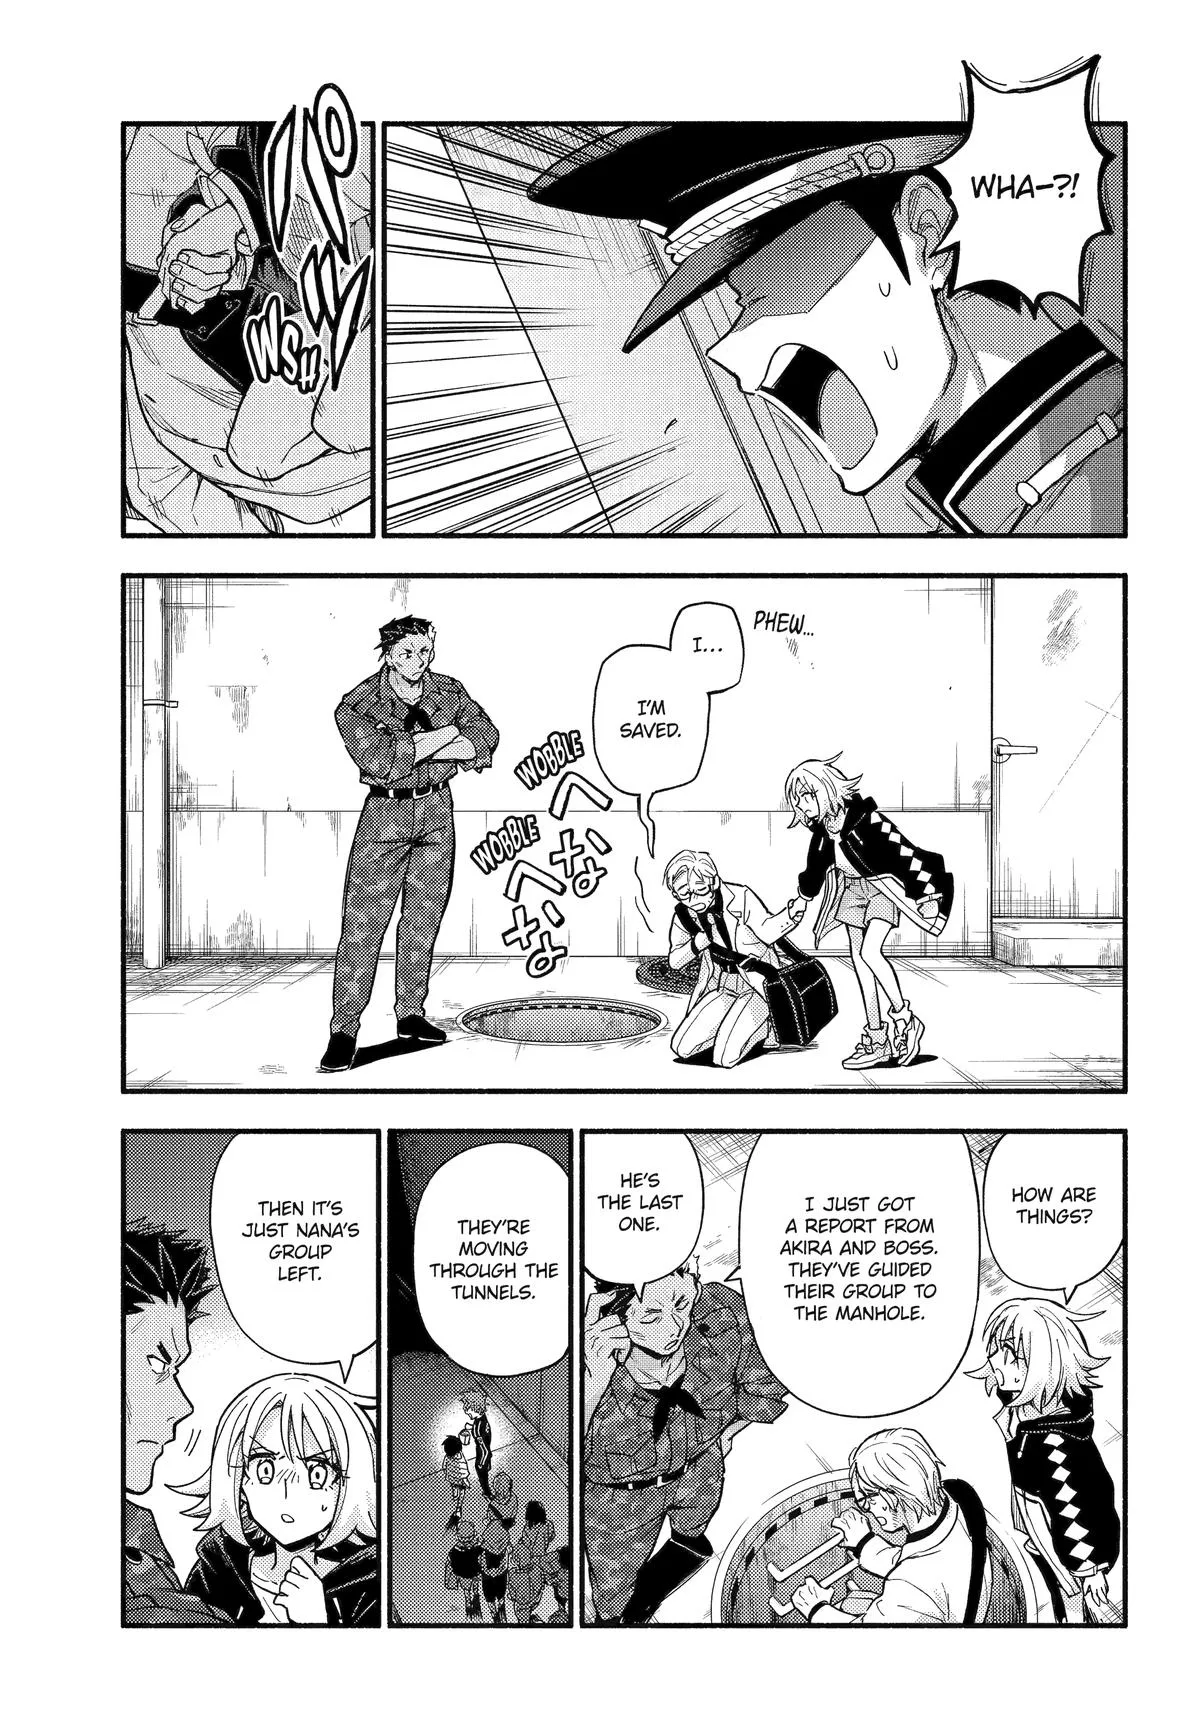 WHA-?!
パ
WSH
PHEW...
I...
I'M
SAVED.
WOBBLE
へな
WOBBLE
へな
HOW ARE
THINGS?
I JUST GOT
A REPORT FROM
AKIRA AND BOSS.
THEY'VE GUIDED
THEIR GROUP TO
THE MANHOLE.
HE'S
THE LAST
ONE.
THEY'RE
MOVING
THROUGH THE
TUNNELS.
THEN IT'S
JUST NANA'S
GROUP
LEFT.